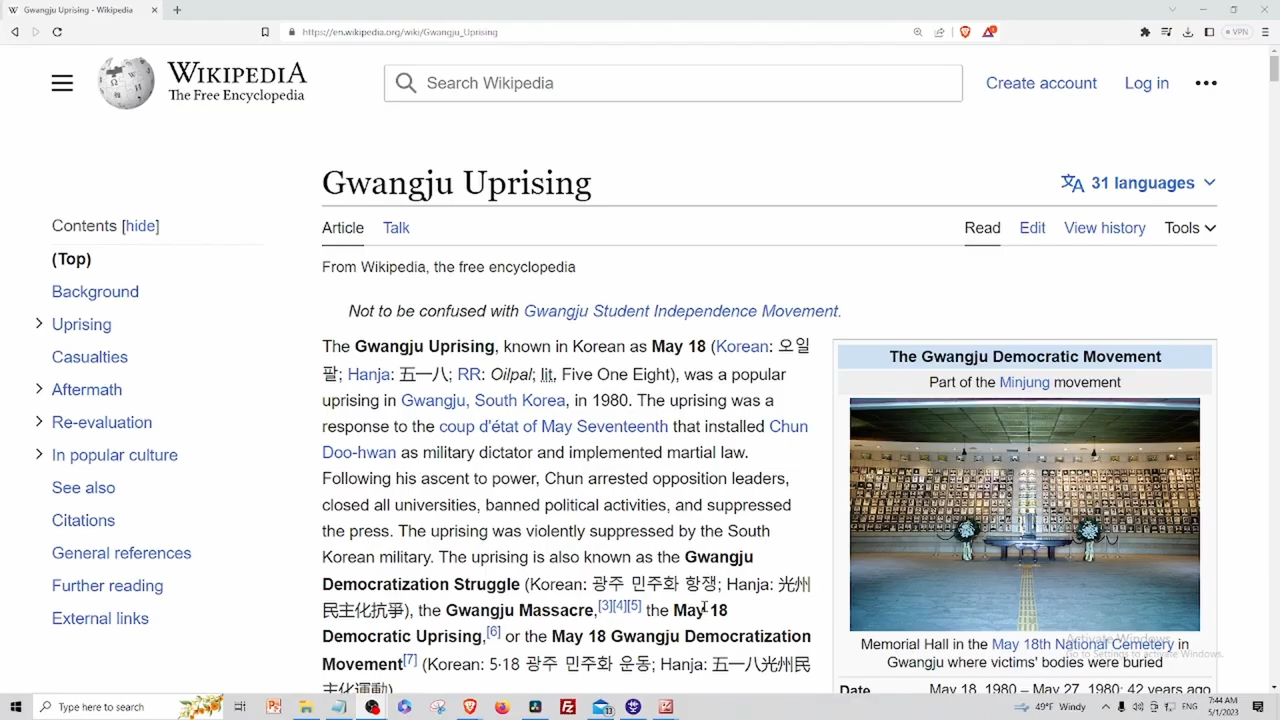 Gwangju Uprising - Wikipedia
https://en.wikipedia.org/wiki/Gwangju_Uprising
VPN
WIKIPEDIA
The Free Encyclopedia
Search Wikipedia
Create account
Log in
Gwangju Uprising
31 languages
Contents [hide]
Article
Talk
Read
Edit
View history
Tools
(Top)
From Wikipedia, the free encyclopedia
Background
Uprising
Casualties
Aftermath
Re-evaluation
In popular culture
See also
Citations
General references
Further reading
External links
Not to be confused with Gwangju Student Independence Movement.
The Gwangju Uprising, known in Korean as May 18 (Korean: 오일
팔; Hanja: 五一八; RR: Oilpal; lit. Five One Eight), was a popular
uprising in Gwangju, South Korea, in 1980. The uprising was a
response to the coup d'état of May Seventeenth that installed Chun
Doo-hwan as military dictator and implemented martial law.
Following his ascent to power, Chun arrested opposition leaders,
closed all universities, banned political activities, and suppressed
the press. The uprising was violently suppressed by the South
Korean military. The uprising is also known as the Gwangju
Democratization Struggle (Korean: 광주 민주화 항쟁; Hanja: 光州
民主化抗爭), the Gwangju Massacre,[3][4][5] the May 18
Democratic Uprising,[6] or the May 18 Gwangju Democratization
Movement[7] (Korean: 5·18 광주 민주화 운동; Hanja: 五一八光州民
主化運動)
The Gwangju Democratic Movement
Part of the Minjung movement
Memorial Hall in the May 18th National Cemetery in
Gwangju where victims' bodies were buried
Date May 18, 1980 – May 27, 1980; 42 years ago
Activate Windows
Go to Settings to activate Windows.
Type here to search
49°F Windy
ENG
7:44 AM
5/1/2023